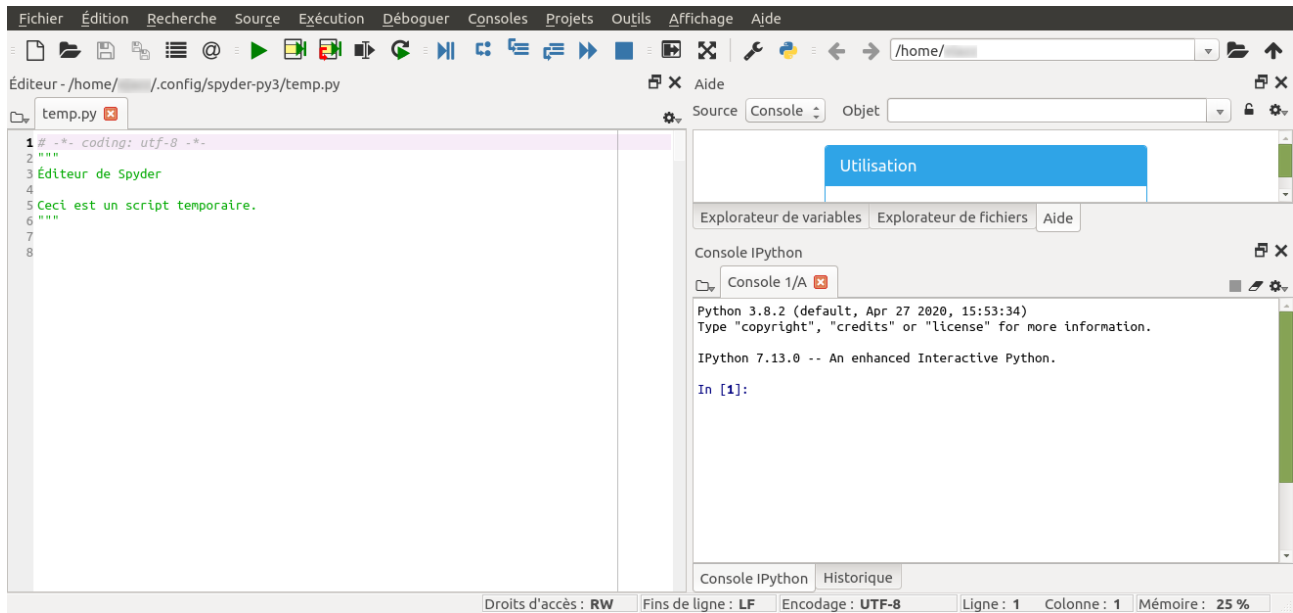 Fichier Édition Recherche Source Exécution Déboguer Consoles Projets Outils Affichage Aide
/home/
Éditeur - /home/ /.config/spyder-py3/temp.py
temp.py
1 # -*- coding: utf-8 -*-
2 """
3 Éditeur de Spyder
4
5 Ceci est un script temporaire.
6 """
7
8
Aide
Source Console Objet
Utilisation
Explorateur de variables Explorateur de fichiers Aide
Console IPython
Console 1/A
Python 3.8.2 (default, Apr 27 2020, 15:53:34)
Type "copyright", "credits" or "license" for more information.
IPython 7.13.0 -- An enhanced Interactive Python.
In [1]:
Console IPython Historique
Droits d'accès : RW Fins de ligne : LF Encodage : UTF-8 Ligne : 1 Colonne : 1 Mémoire : 25 %